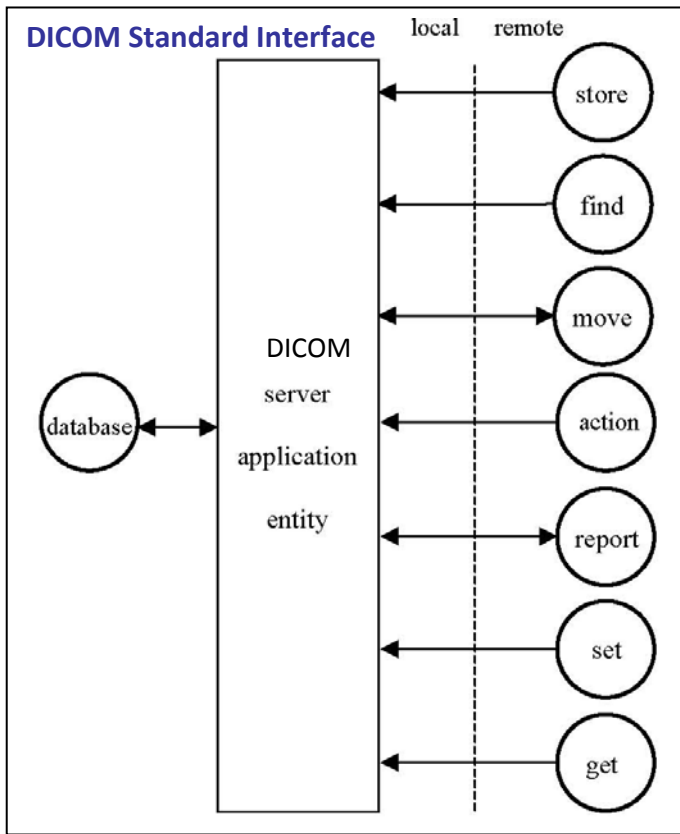 DICOM Standard Interface
local remote
store
find
move
DICOM
server
application
entity
database
action
report
set
get